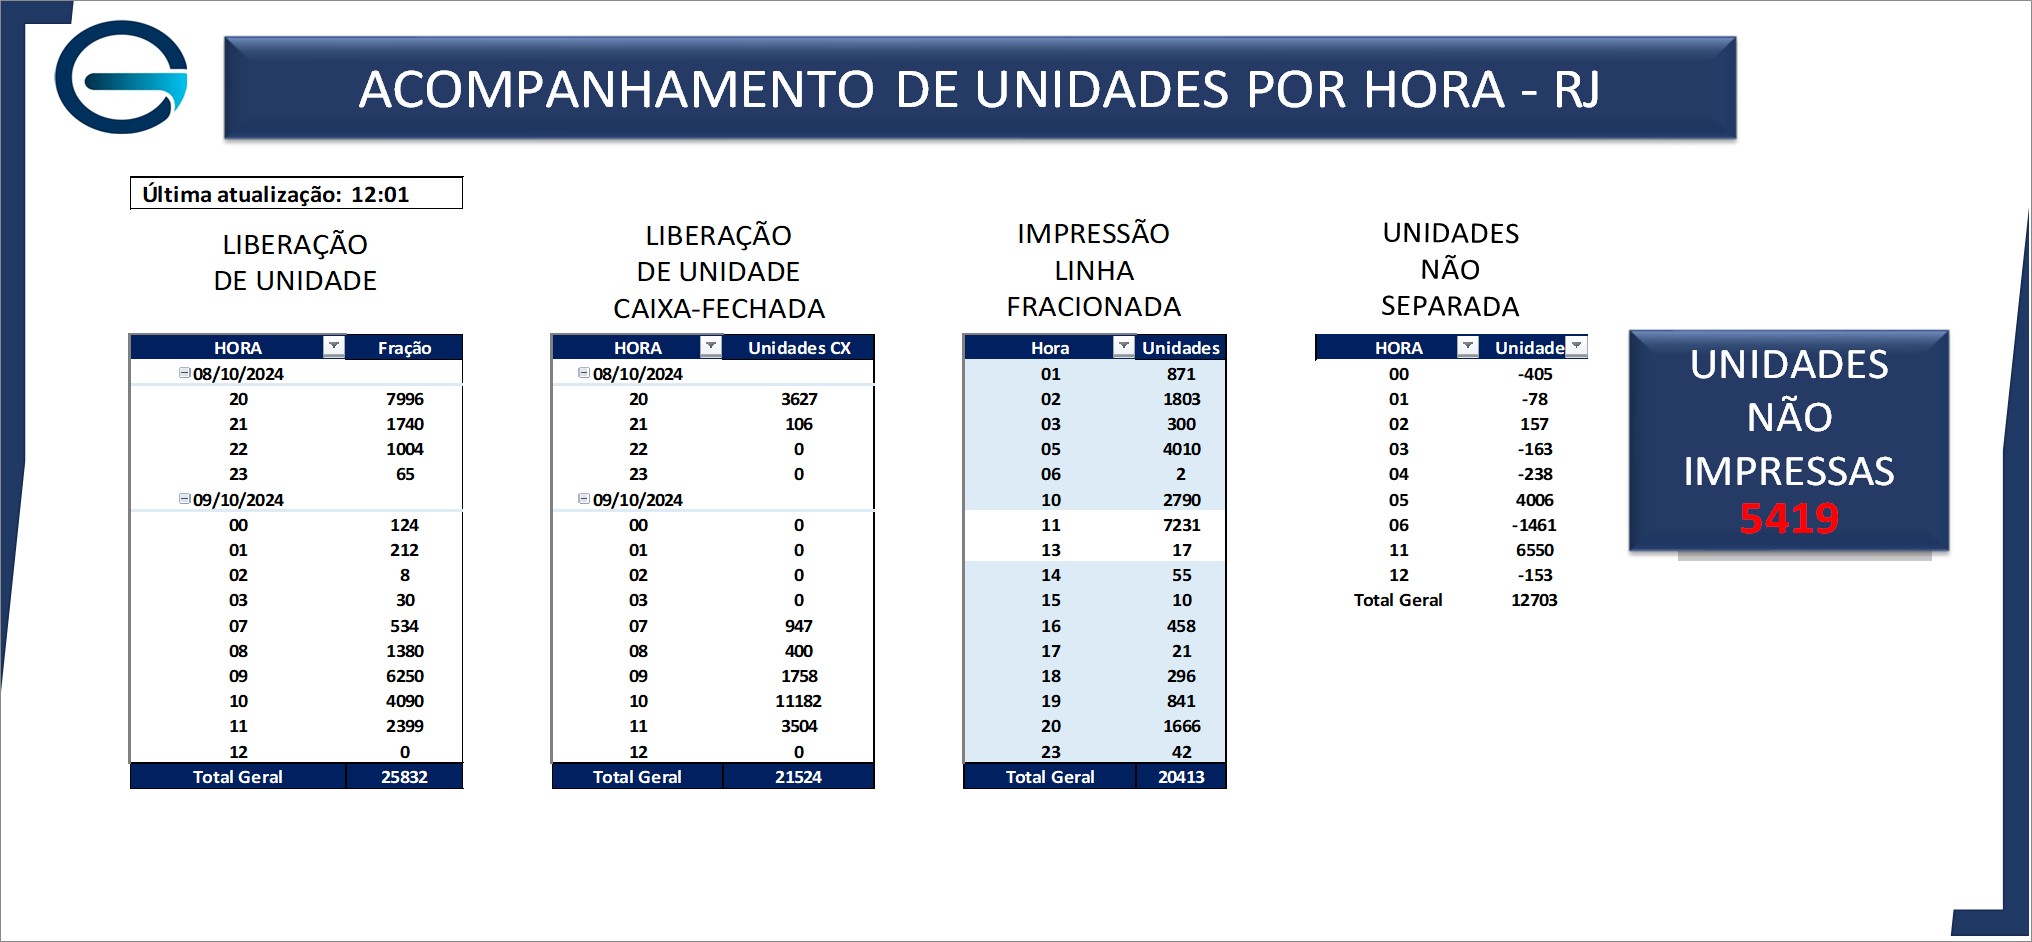 ACOMPANHAMENTO DE UNIDADES POR HORA - RJ
Última atualização: 12:01
LIBERAÇÃO
DE UNIDADE
HORA Fração
08/10/2024
20 7996
21 1740
22 1004
23 65
09/10/2024
00 124
01 212
02 8
03 30
07 534
08 1380
09 6250
10 4090
11 2399
12 0
Total Geral 25832
LIBERAÇÃO
DE UNIDADE
CAIXA-FECHADA
HORA Unidades CX
08/10/2024
20 3627
21 106
22 0
23 0
09/10/2024
00 0
01 0
02 0
03 0
07 947
08 400
09 1758
10 11182
11 3504
12 0
Total Geral 21524
IMPRESSÃO
LINHA
FRACIONADA
Hora Unidades
01 871
02 1803
03 300
05 4010
06 2
10 2790
11 7231
13 17
14 55
15 10
16 458
17 21
18 296
19 841
20 1666
23 42
Total Geral 20413
UNIDADES
NÃO
SEPARADA
HORA Unidade
00 -405
01 -78
02 157
03 -163
04 -238
05 4006
06 -1461
11 6550
12 -153
Total Geral 12703
UNIDADES
NÃO
IMPRESSAS
5419